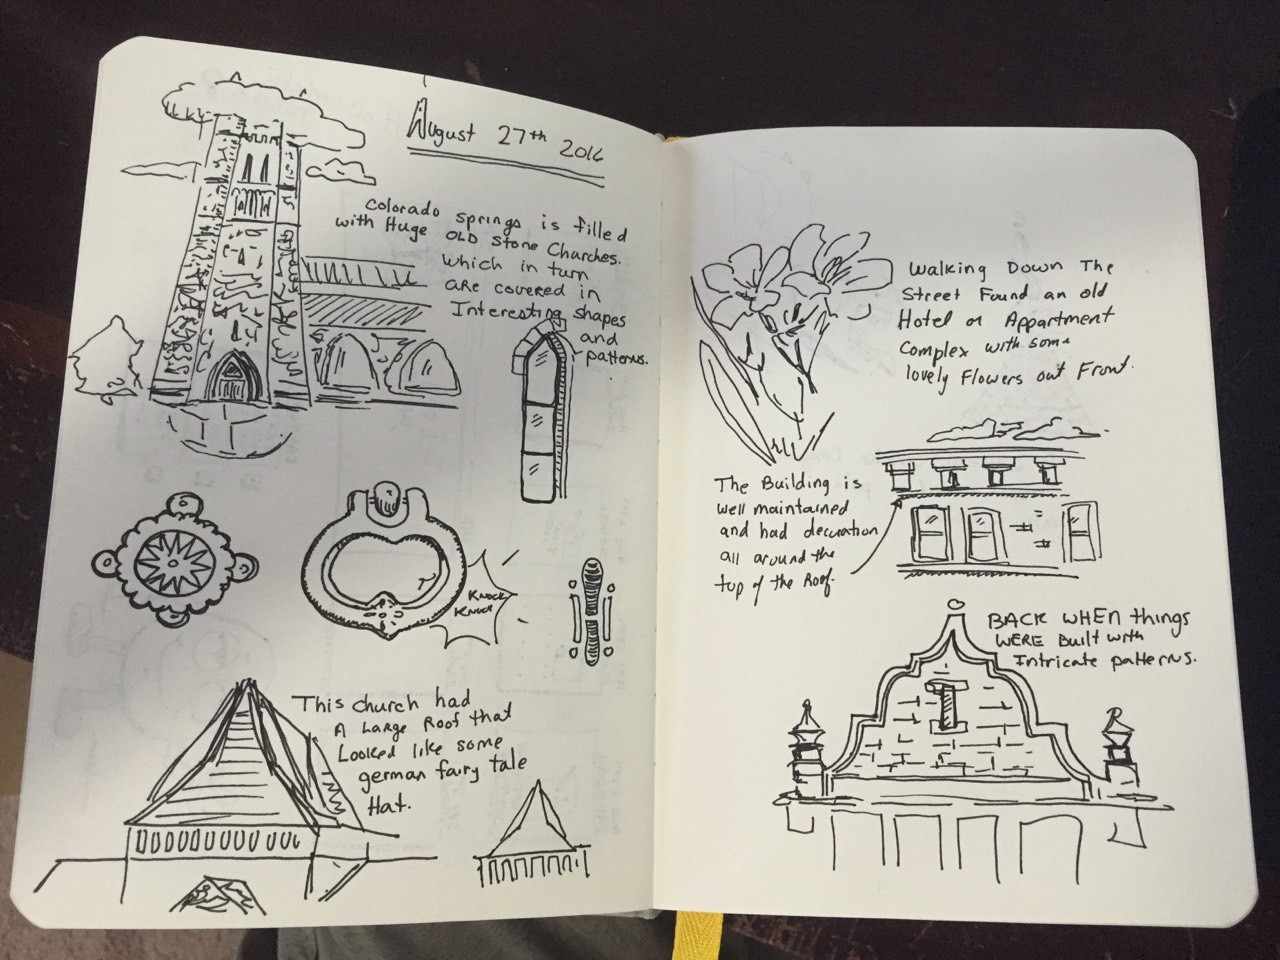 August 27th 2016
Colorado springs is filled
with Huge OLD Stone Churches.
which in turn
are covered in
Interesting shapes
and
patterns.
KNOCK
KNOCK
This church had
A Large Roof that
Looked like some
german fairy tale
Hat.
Walking Down The
Street Found an old
Hotel or Appartment
Complex with some
lovely Flowers out Front.
The Building is
well maintained
and had decoration
all around the
top of the Roof.
BACK WHEN things
WERE Built with
Intricate patterns.